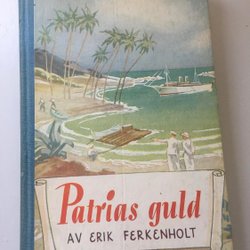 Patrias guld
AV ERIK FERKENHOLT